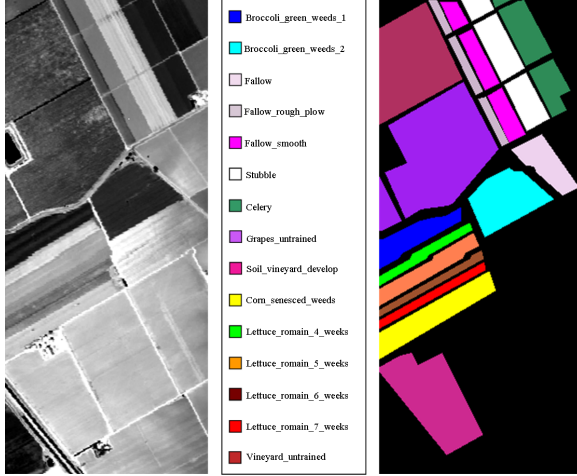 Broccoli_green_weeds_1
Broccoli_green_weeds_2
Fallow
Fallow_rough_plow
Fallow_smooth
Stubble
Celery
Grapes_untrained
Soil_vineyard_develop
Corn_senesced_weeds
Lettuce_romain_4_weeks
Lettuce_romain_5_weeks
Lettuce_romain_6_weeks
Lettuce_romain_7_weeks
Vineyard_untrained